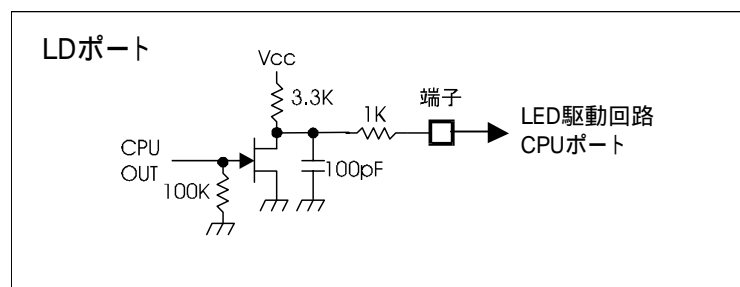 LDポート
Vcc
3.3K
1K
端子
LED駆動回路
CPUポート
CPU
OUT
100K
100pF